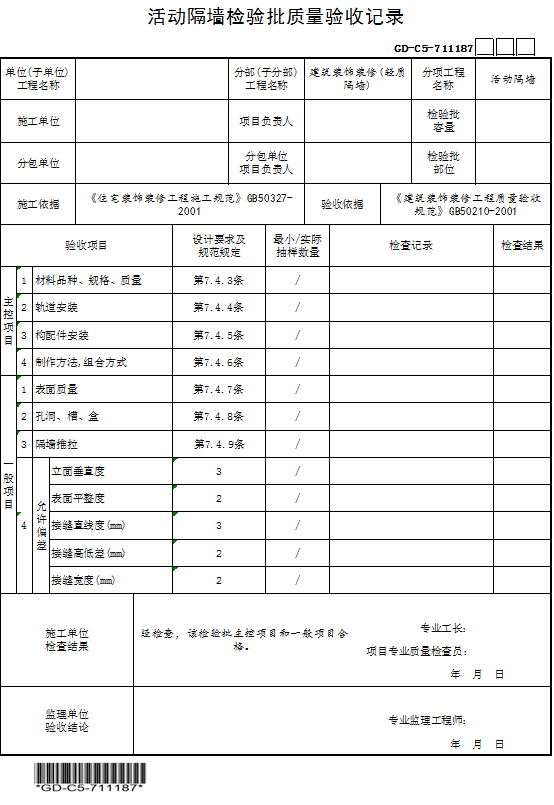 活动隔墙检验批质量验收记录
GD-C5-711187
单位(子单位)
工程名称
分部(子分部)
工程名称
建筑装饰装修(轻质
隔墙)
分项工程
名称
活动隔墙
施工单位
项目负责人
检验批
容量
分包单位
分包单位
项目负责人
检验批
部位
施工依据
《住宅装饰装修工程施工规范》GB50327-
2001
验收依据
《建筑装饰装修工程质量验收
规范》GB50210-2001
验收项目
设计要求及
规范规定
最小/实际
抽样数量
检查记录
检查结果
主控项目
1 材料品种、规格、质量 第7.4.3条 /
2 轨道安装 第7.4.4条 /
3 构配件安装 第7.4.5条 /
4 制作方法,组合方式 第7.4.6条 /
一般项目
1 表面质量 第7.4.7条 /
2 孔洞、槽、盒 第7.4.8条 /
3 隔墙推拉 第7.4.9条 /
4 允许偏差
立面垂直度 3 /
表面平整度 2 /
接缝直线度(mm) 3 /
接缝高低差(mm) 2 /
接缝宽度(mm) 2 /
施工单位
检查结果
经检查，该检验批主控项目和一般项目合
格。
专业工长:
项目专业质量检查员:
年 月 日
监理单位
验收结论
专业监理工程师:
年 月 日
*GD-C5-711187*